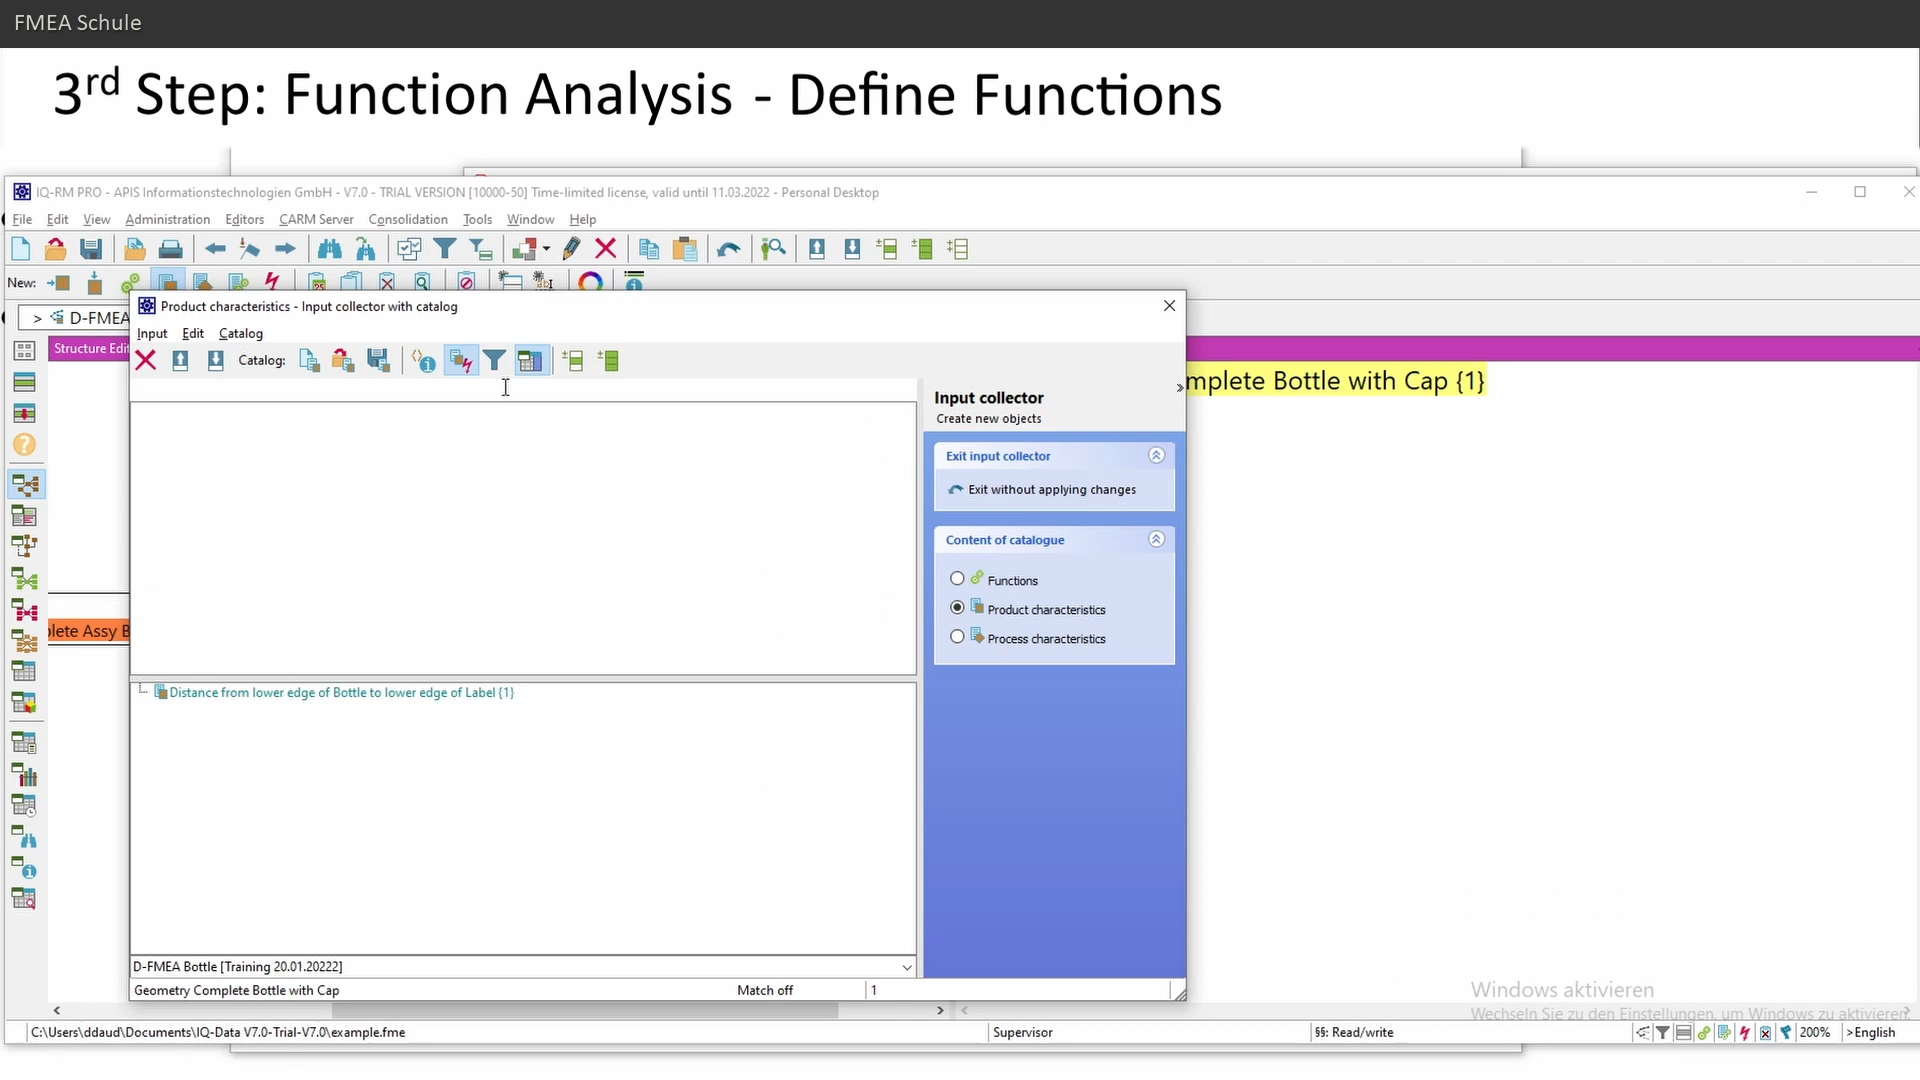 FMEA Schule
3rd Step: Function Analysis - Define Functions
IQ-RM PRO - APIS Informationstechnologien GmbH - V7.0 - TRIAL VERSION [10000-50] Time-limited license, valid until 11.03.2022 - Personal Desktop
File Edit View Administration Editors CARM Server Consolidation Tools Window Help
New:
> D-FMEA
Product characteristics - Input collector with catalog
Input Edit Catalog
Structure Edit
Catalog:
mplete Bottle with Cap {1}
Input collector
Create new objects
Exit input collector
Exit without applying changes
Content of catalogue
Functions
Product characteristics
Process characteristics
plete Assy B
Distance from lower edge of Bottle to lower edge of Label {1}
D-FMEA Bottle [Training 20.01.20222]
Geometry Complete Bottle with Cap Match off 1
Windows aktivieren
Wechseln Sie zu den Einstellungen, um Windows zu aktivieren.
C:\Users\ddaud\Documents\IQ-Data V7.0-Trial-V7.0\example.fme Supervisor §§: Read/write 200% >English